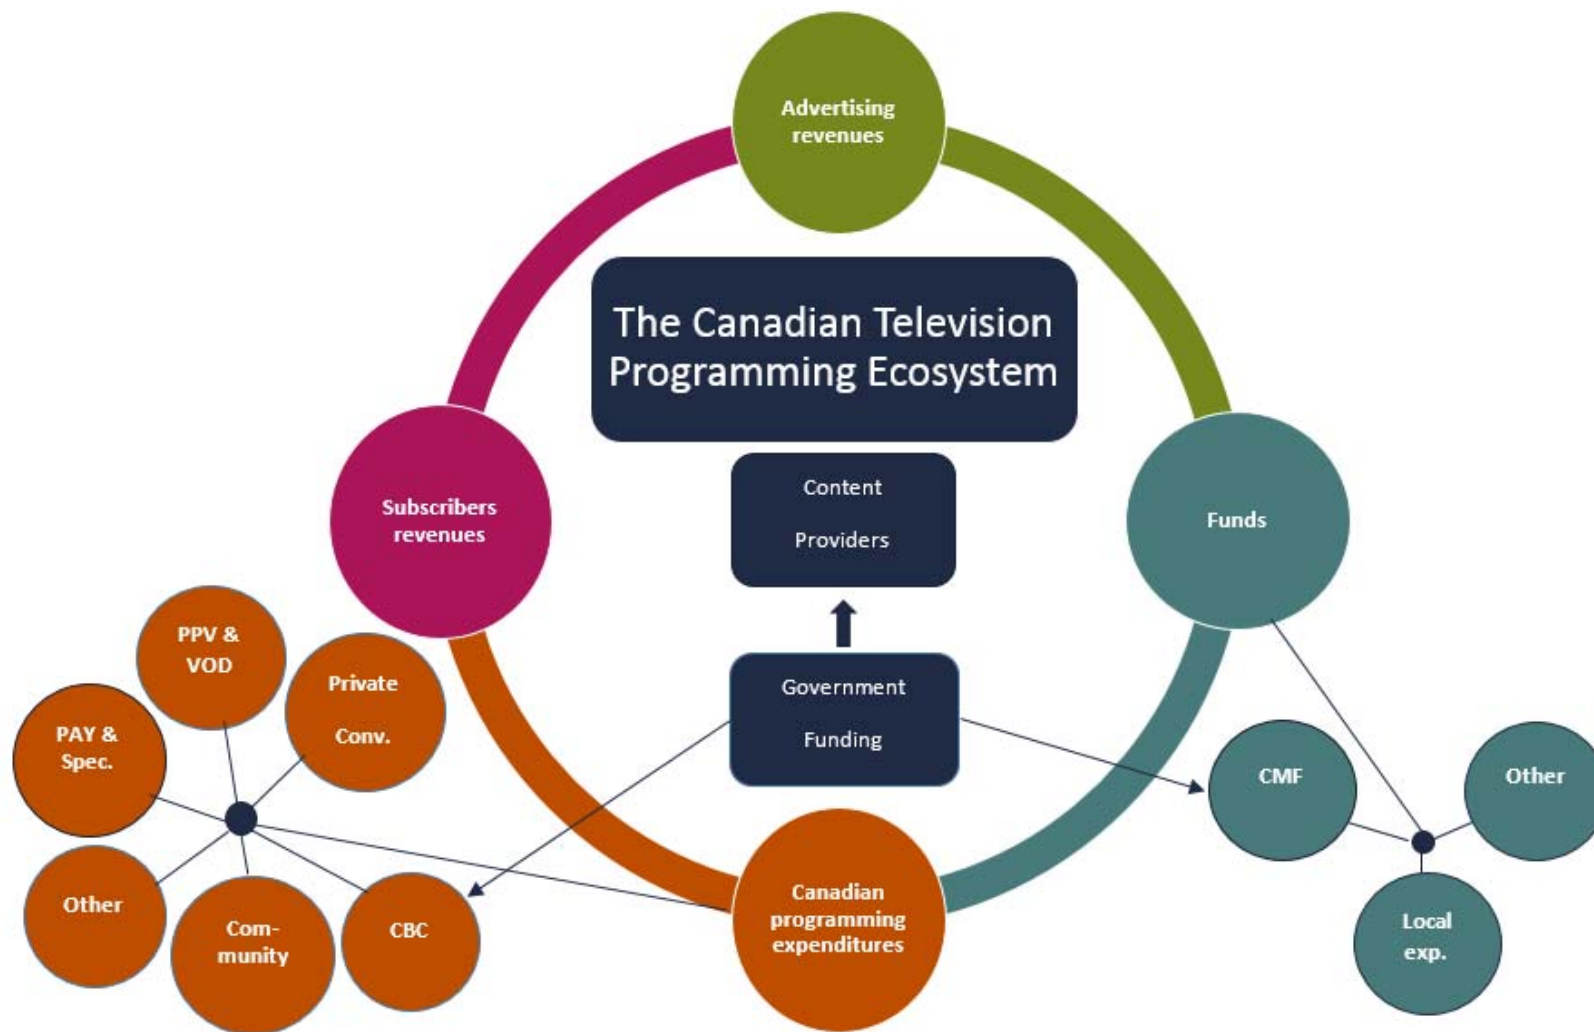 Advertising
revenues
The Canadian Television
Programming Ecosystem
Content
Providers
Subscribers
revenues
Funds
PPV &
VOD
Private
Conv.
PAY &
Spec.
Government
Funding
CMF
Other
Other
Com-
munity
CBC
Canadian
programming
expenditures
Local
exp.